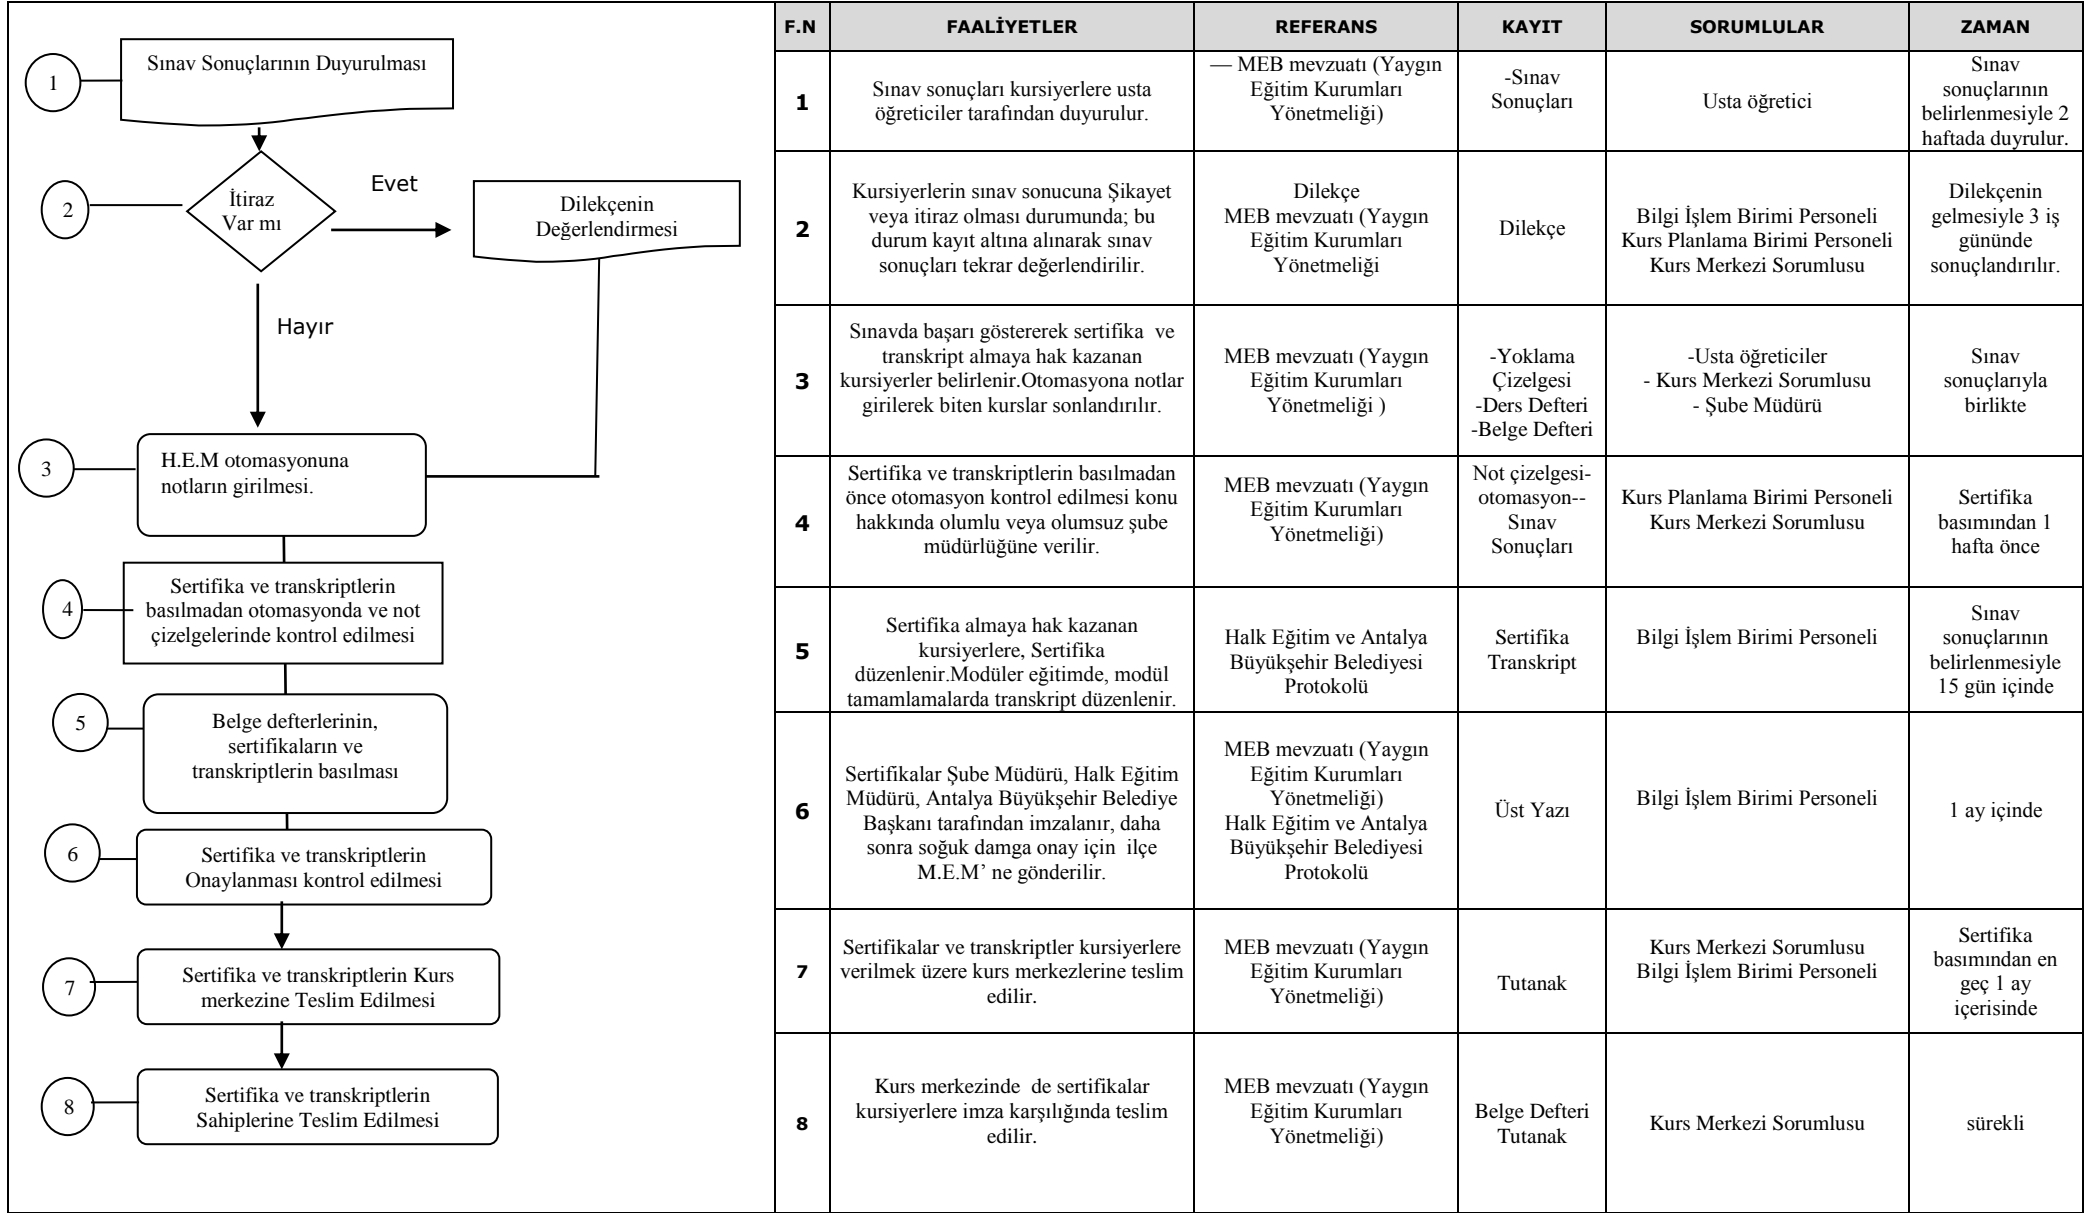 1
Sınav Sonuçlarının Duyurulması
2
İtiraz
Var mı
Evet
Dilekçenin
Değerlendirmesi
Hayır
3
H.E.M otomasyonuna
notların girilmesi.
4
Sertifika ve transkriptlerin
basılmadan otomasyonda ve not
çizelgelerinde kontrol edilmesi
5
Belge defterlerinin,
sertifikaların ve
transkriptlerin basılması
6
Sertifika ve transkriptlerin
Onaylanması kontrol edilmesi
7
Sertifika ve transkriptlerin Kurs
merkezine Teslim Edilmesi
8
Sertifika ve transkriptlerin
Sahiplerine Teslim Edilmesi
F.N
FAALİYETLER
REFERANS
KAYIT
SORUMLULAR
ZAMAN
1
Sınav sonuçları kursiyerlere usta
öğreticiler tarafından duyurulur.
— MEB mevzuatı (Yaygın
Eğitim Kurumları
Yönetmeliği)
-Sınav
Sonuçları
Usta öğretici
Sınav
sonuçlarının
belirlenmesiyle 2
haftada duyrulur.
2
Kursiyerlerin sınav sonucuna Şikayet
veya itiraz olması durumunda; bu
durum kayıt altına alınarak sınav
sonuçları tekrar değerlendirilir.
Dilekçe
MEB mevzuatı (Yaygın
Eğitim Kurumları
Yönetmeliği
Dilekçe
Bilgi İşlem Birimi Personeli
Kurs Planlama Birimi Personeli
Kurs Merkezi Sorumlusu
Dilekçenin
gelmesiyle 3 iş
gününde
sonuçlandırılır.
3
Sınavda başarı göstererek sertifika  ve
transkript almaya hak kazanan
kursiyerler belirlenir.Otomasyona notlar
girilerek biten kurslar sonlandırılır.
MEB mevzuatı (Yaygın
Eğitim Kurumları
Yönetmeliği )
-Yoklama
Çizelgesi
-Ders Defteri
-Belge Defteri
-Usta öğreticiler
- Kurs Merkezi Sorumlusu
- Şube Müdürü
Sınav
sonuçlarıyla
birlikte
4
Sertifika ve transkriptlerin basılmadan
önce otomasyon kontrol edilmesi konu
hakkında olumlu veya olumsuz şube
müdürlüğüne verilir.
MEB mevzuatı (Yaygın
Eğitim Kurumları
Yönetmeliği)
Not çizelgesi-
otomasyon--
Sınav
Sonuçları
Kurs Planlama Birimi Personeli
Kurs Merkezi Sorumlusu
Sertifika
basımından 1
hafta önce
5
Sertifika almaya hak kazanan
kursiyerlere, Sertifika
düzenlenir.Modüler eğitimde, modül
tamamlamalarda transkript düzenlenir.
Halk Eğitim ve Antalya
Büyükşehir Belediyesi
Protokolü
Sertifika
Transkript
Bilgi İşlem Birimi Personeli
Sınav
sonuçlarının
belirlenmesiyle
15 gün içinde
6
Sertifikalar Şube Müdürü, Halk Eğitim
Müdürü, Antalya Büyükşehir Belediye
Başkanı tarafından imzalanır, daha
sonra soğuk damga onay için  ilçe
M.E.M’ ne gönderilir.
MEB mevzuatı (Yaygın
Eğitim Kurumları
Yönetmeliği)
Halk Eğitim ve Antalya
Büyükşehir Belediyesi
Protokolü
Üst Yazı
Bilgi İşlem Birimi Personeli
1 ay içinde
7
Sertifikalar ve transkriptler kursiyerlere
verilmek üzere kurs merkezlerine teslim
edilir.
MEB mevzuatı (Yaygın
Eğitim Kurumları
Yönetmeliği)
Tutanak
Kurs Merkezi Sorumlusu
Bilgi İşlem Birimi Personeli
Sertifika
basımından en
geç 1 ay
içerisinde
8
Kurs merkezinde  de sertifikalar
kursiyerlere imza karşılığında teslim
edilir.
MEB mevzuatı (Yaygın
Eğitim Kurumları
Yönetmeliği)
Belge Defteri
Tutanak
Kurs Merkezi Sorumlusu
sürekli